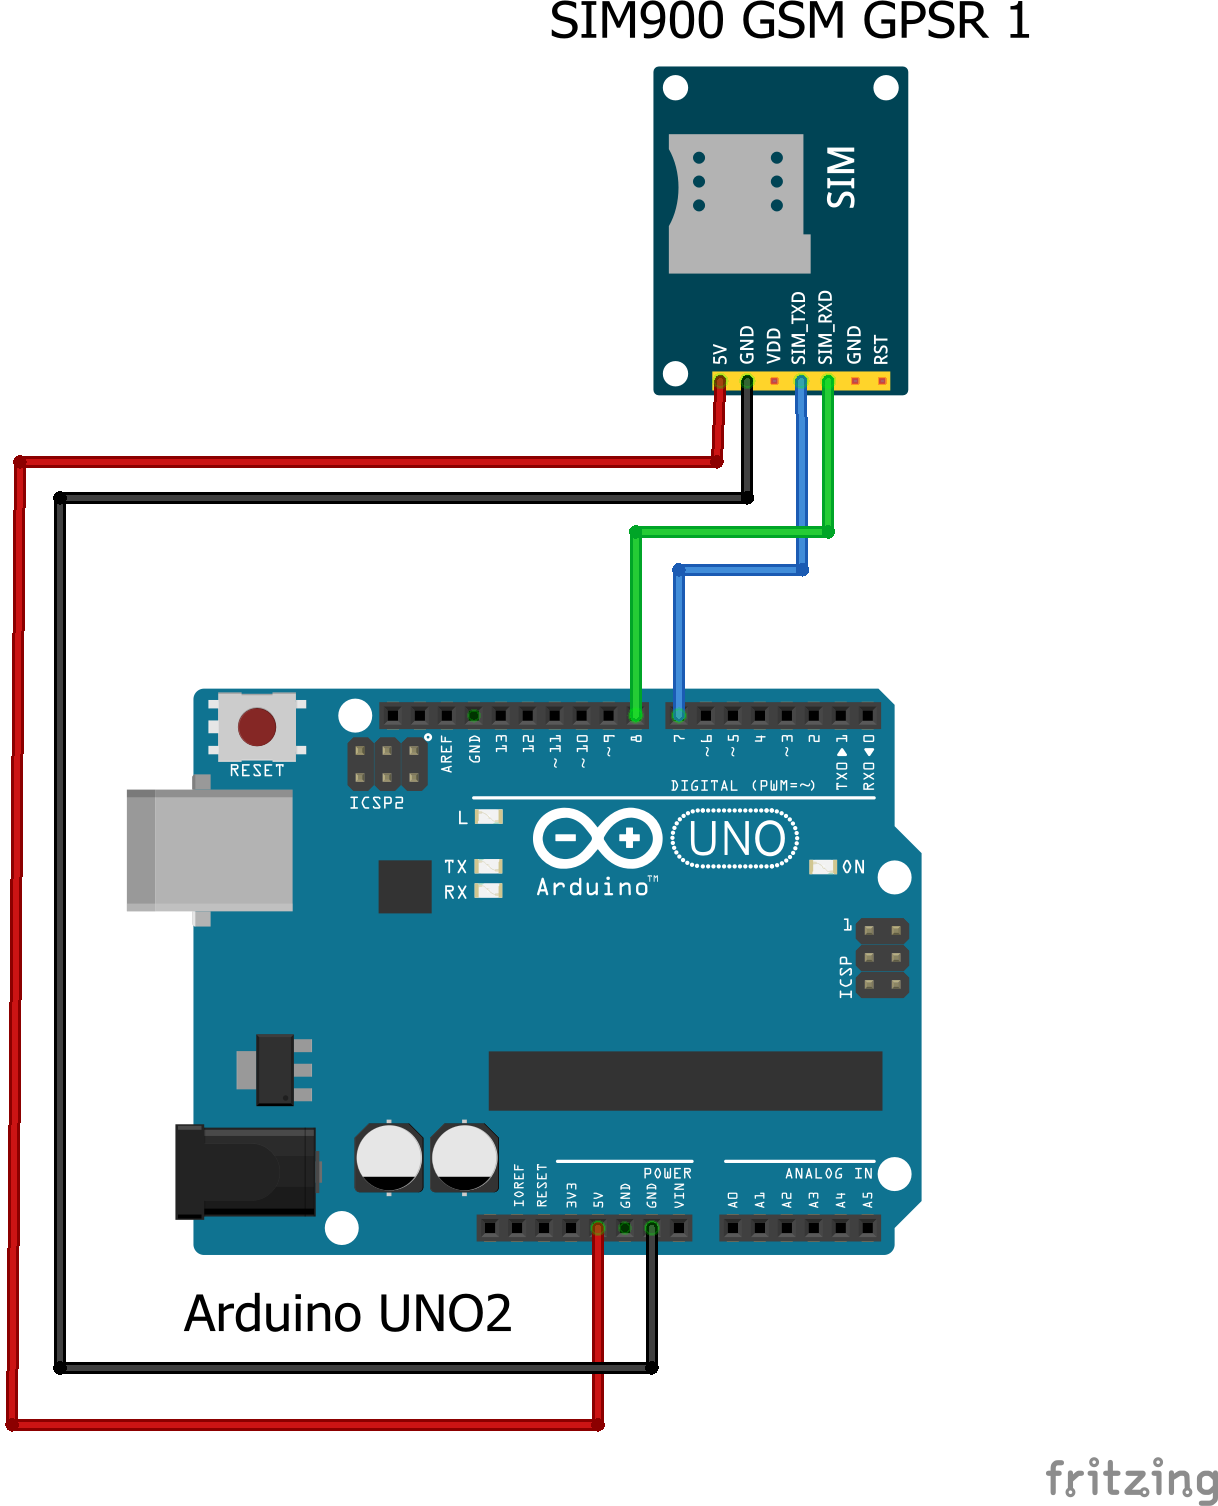 SIM900 GSM GPSR 1
SIM
5V
GND
VDD
SIM_TXD
SIM_RXD
GND
RST
RESET
ICSP2
AREF
GND
13
12
~11
~10
~9
8
7
~6
~5
4
~3
2
TX0▶1
RX0◀0
DIGITAL (PWM=~)
L
TX
RX
UNO
Arduino™
ON
1
ICSP
POWER
ANALOG IN
IOREF
RESET
3V3
5V
GND
GND
VIN
A0
A1
A2
A3
A4
A5
Arduino UNO2
fritzing